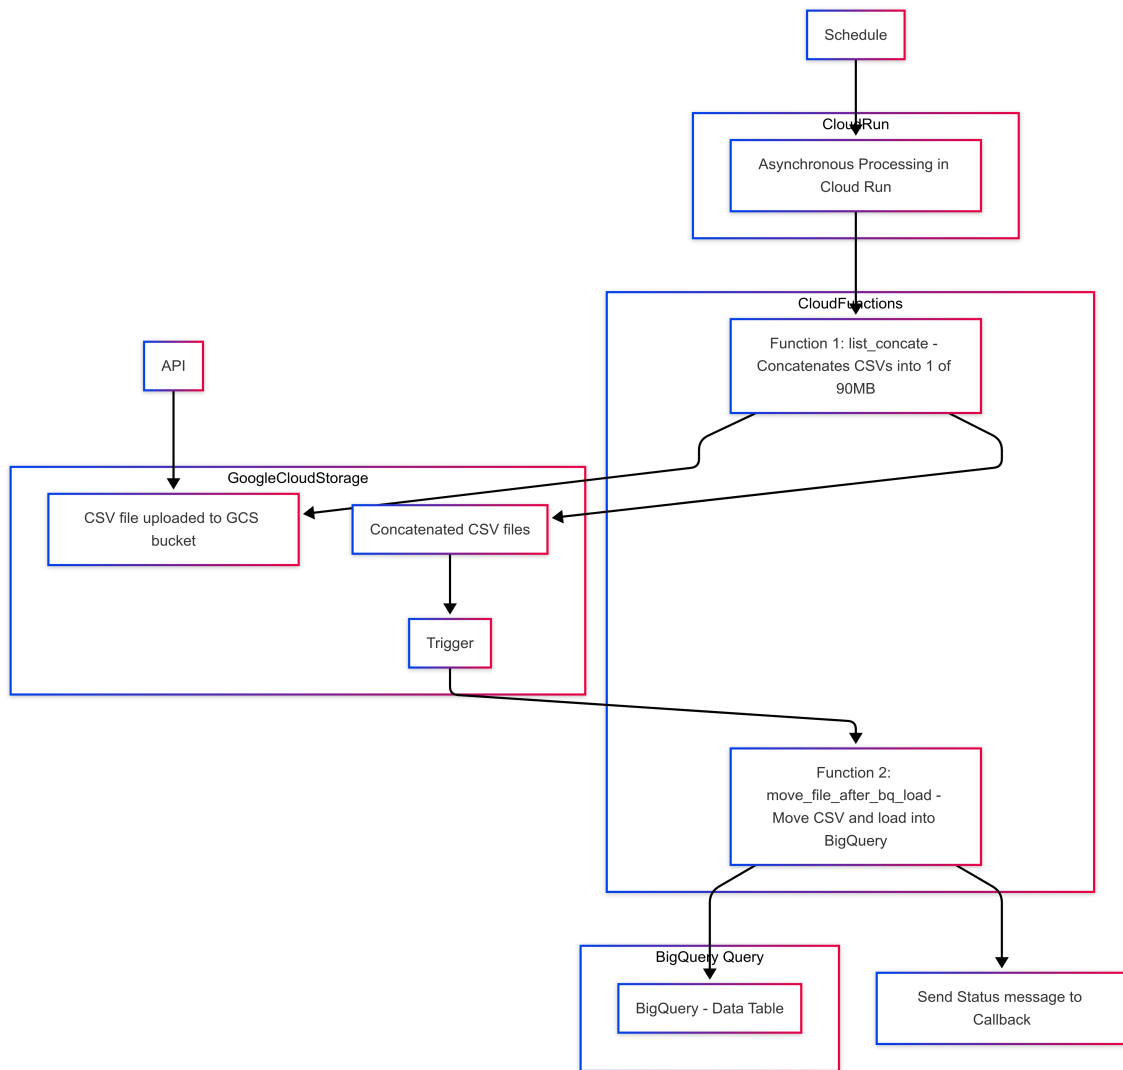 Schedule
CloudRun
Asynchronous Processing in
Cloud Run
CloudFunctions
Function 1: list_concate -
Concatenates CSVs into 1 of
90MB
API
GoogleCloudStorage
CSV file uploaded to GCS
bucket
Concatenated CSV files
Trigger
Function 2:
move_file_after_bq_load -
Move CSV and load into
BigQuery
BigQuery Query
BigQuery - Data Table
Send Status message to
Callback